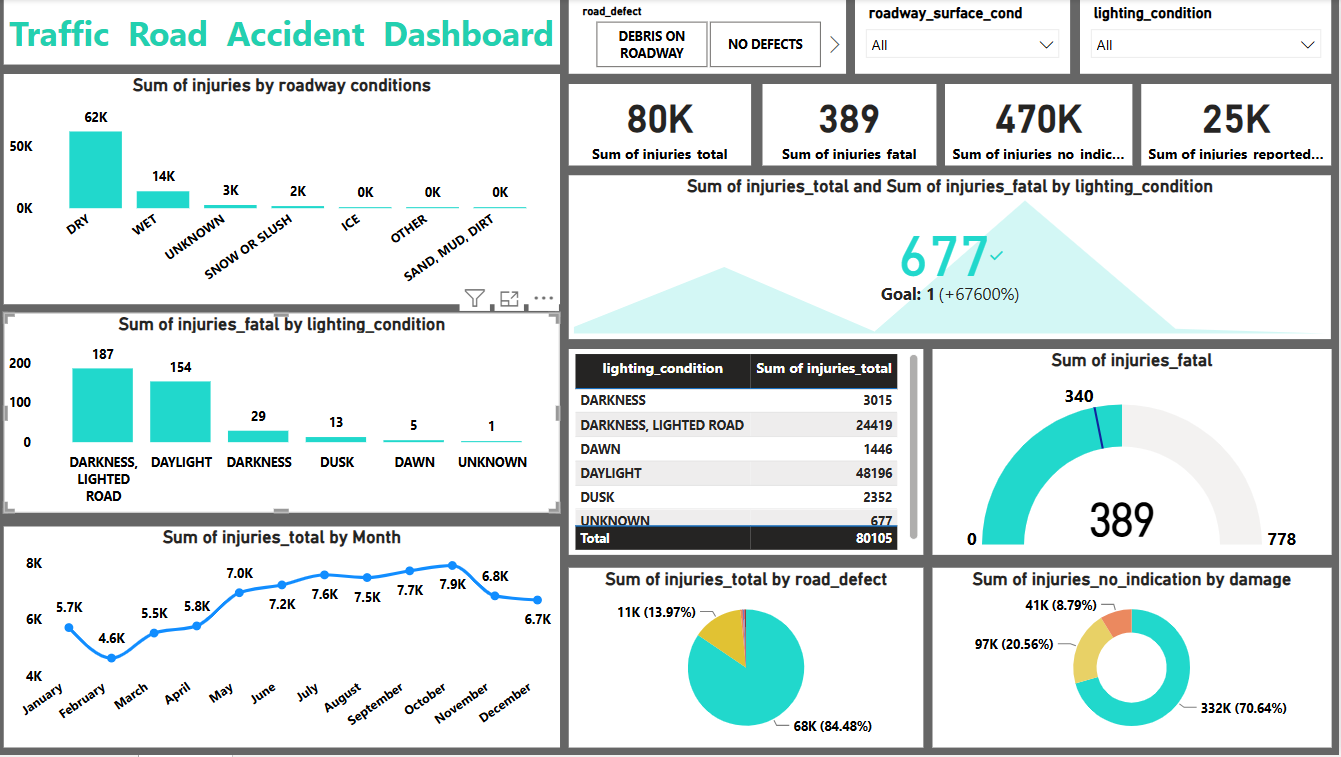 Traffic Road Accident Dashboard
road_defect
DEBRIS ON
ROADWAY
NO DEFECTS
roadway_surface_cond
All
lighting_condition
All
Sum of injuries by roadway conditions
50K
0K
62K
14K
3K
2K
0K
0K
0K
DRY
WET
UNKNOWN
SNOW OR SLUSH
ICE
OTHER
SAND, MUD, DIRT
80K
Sum of injuries_total
389
Sum of injuries_fatal
470K
Sum of injuries_no_indic...
25K
Sum of injuries_reported...
Sum of injuries_total and Sum of injuries_fatal by lighting_condition
677
Goal: 1 (+67600%)
Sum of injuries_fatal by lighting_condition
200
100
0
187
154
29
13
5
1
DARKNESS,
LIGHTED
ROAD
DAYLIGHT
DARKNESS
DUSK
DAWN
UNKNOWN
lighting_condition Sum of injuries_total
DARKNESS 3015
DARKNESS, LIGHTED ROAD 24419
DAWN 1446
DAYLIGHT 48196
DUSK 2352
UNKNOWN 677
Total 80105
Sum of injuries_fatal
340
0
389
778
Sum of injuries_total by Month
8K
6K
4K
5.7K
4.6K
5.5K
5.8K
7.0K
7.2K
7.6K
7.5K
7.7K
7.9K
6.8K
6.7K
January
February
March
April
May
June
July
August
September
October
November
December
Sum of injuries_total by road_defect
11K (13.97%)
68K (84.48%)
Sum of injuries_no_indication by damage
41K (8.79%)
97K (20.56%)
332K (70.64%)